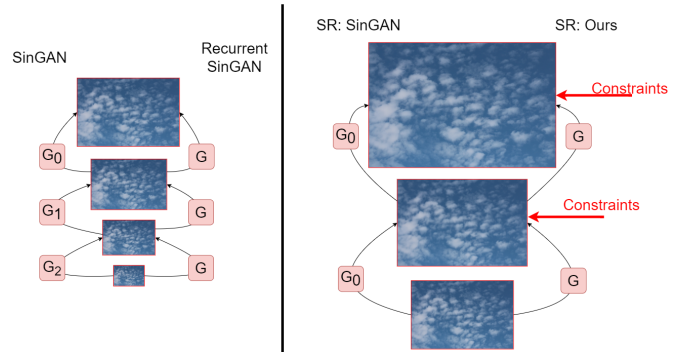 SinGAN
Recurrent
SinGAN
G0
G
G1
G
G2
G
SR: SinGAN
SR: Ours
Constraints
G0
G
Constraints
G0
G